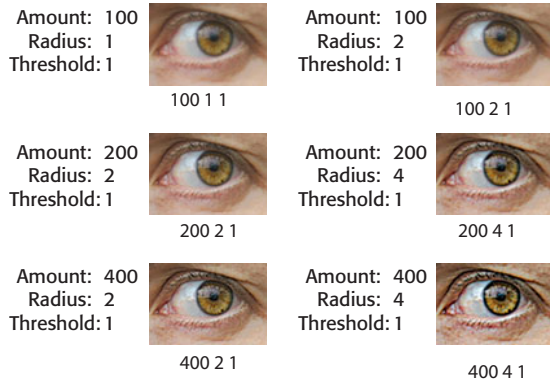 Amount: 100
Radius: 1
Threshold: 1
100 1 1
Amount: 100
Radius: 2
Threshold: 1
100 2 1
Amount: 200
Radius: 2
Threshold: 1
200 2 1
Amount: 200
Radius: 4
Threshold: 1
200 4 1
Amount: 400
Radius: 2
Threshold: 1
400 2 1
Amount: 400
Radius: 4
Threshold: 1
400 4 1